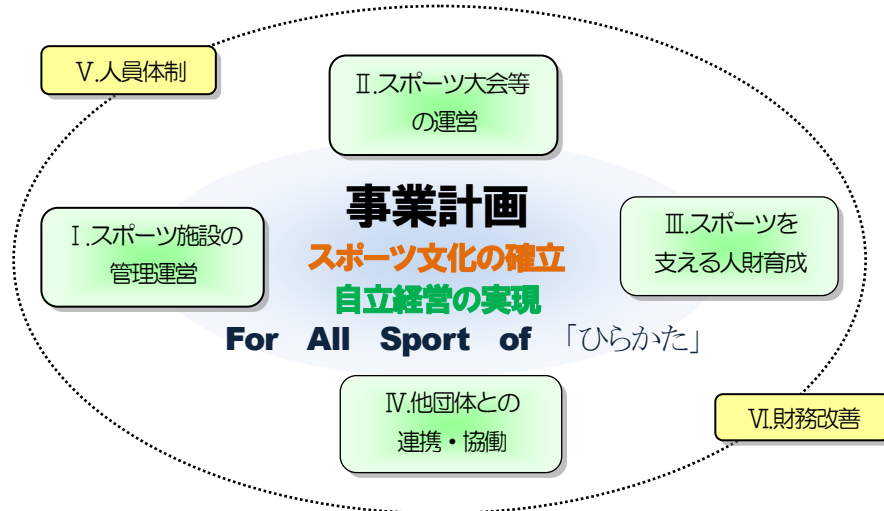 Ⅴ.人員体制
Ⅱ.スポーツ大会等
の運営
事業計画
Ⅰ.スポーツ施設の
管理運営
スポーツ文化の確立
自立経営の実現
Ⅲ.スポーツを
支える人財育成
For All Sport of 「ひらかた」
Ⅳ.他団体との
連携・協働
Ⅵ.財務改善